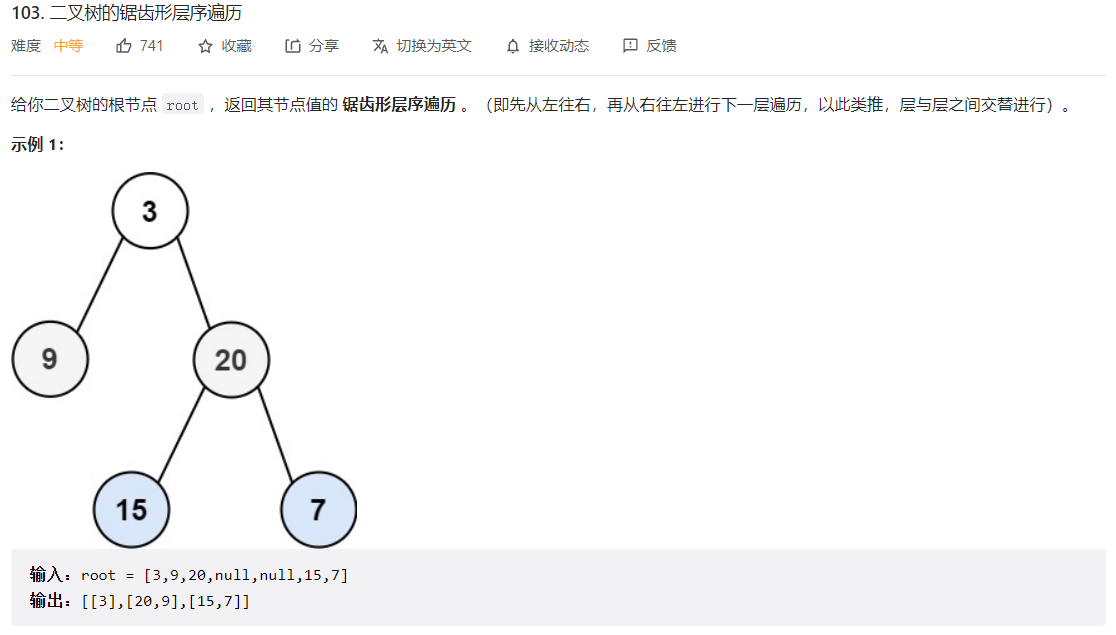 103. 二叉树的锯齿形层序遍历
难度 中等 741 收藏 分享 切换为英文 接收动态 反馈
给你二叉树的根节点 root ，返回其节点值的 锯齿形层序遍历 。（即先从左往右，再从右往左进行下一层遍历，以此类推，层与层之间交替进行）。
示例 1：
3
9 20
15 7
输入：root = [3,9,20,null,null,15,7]
输出：[[3],[20,9],[15,7]]